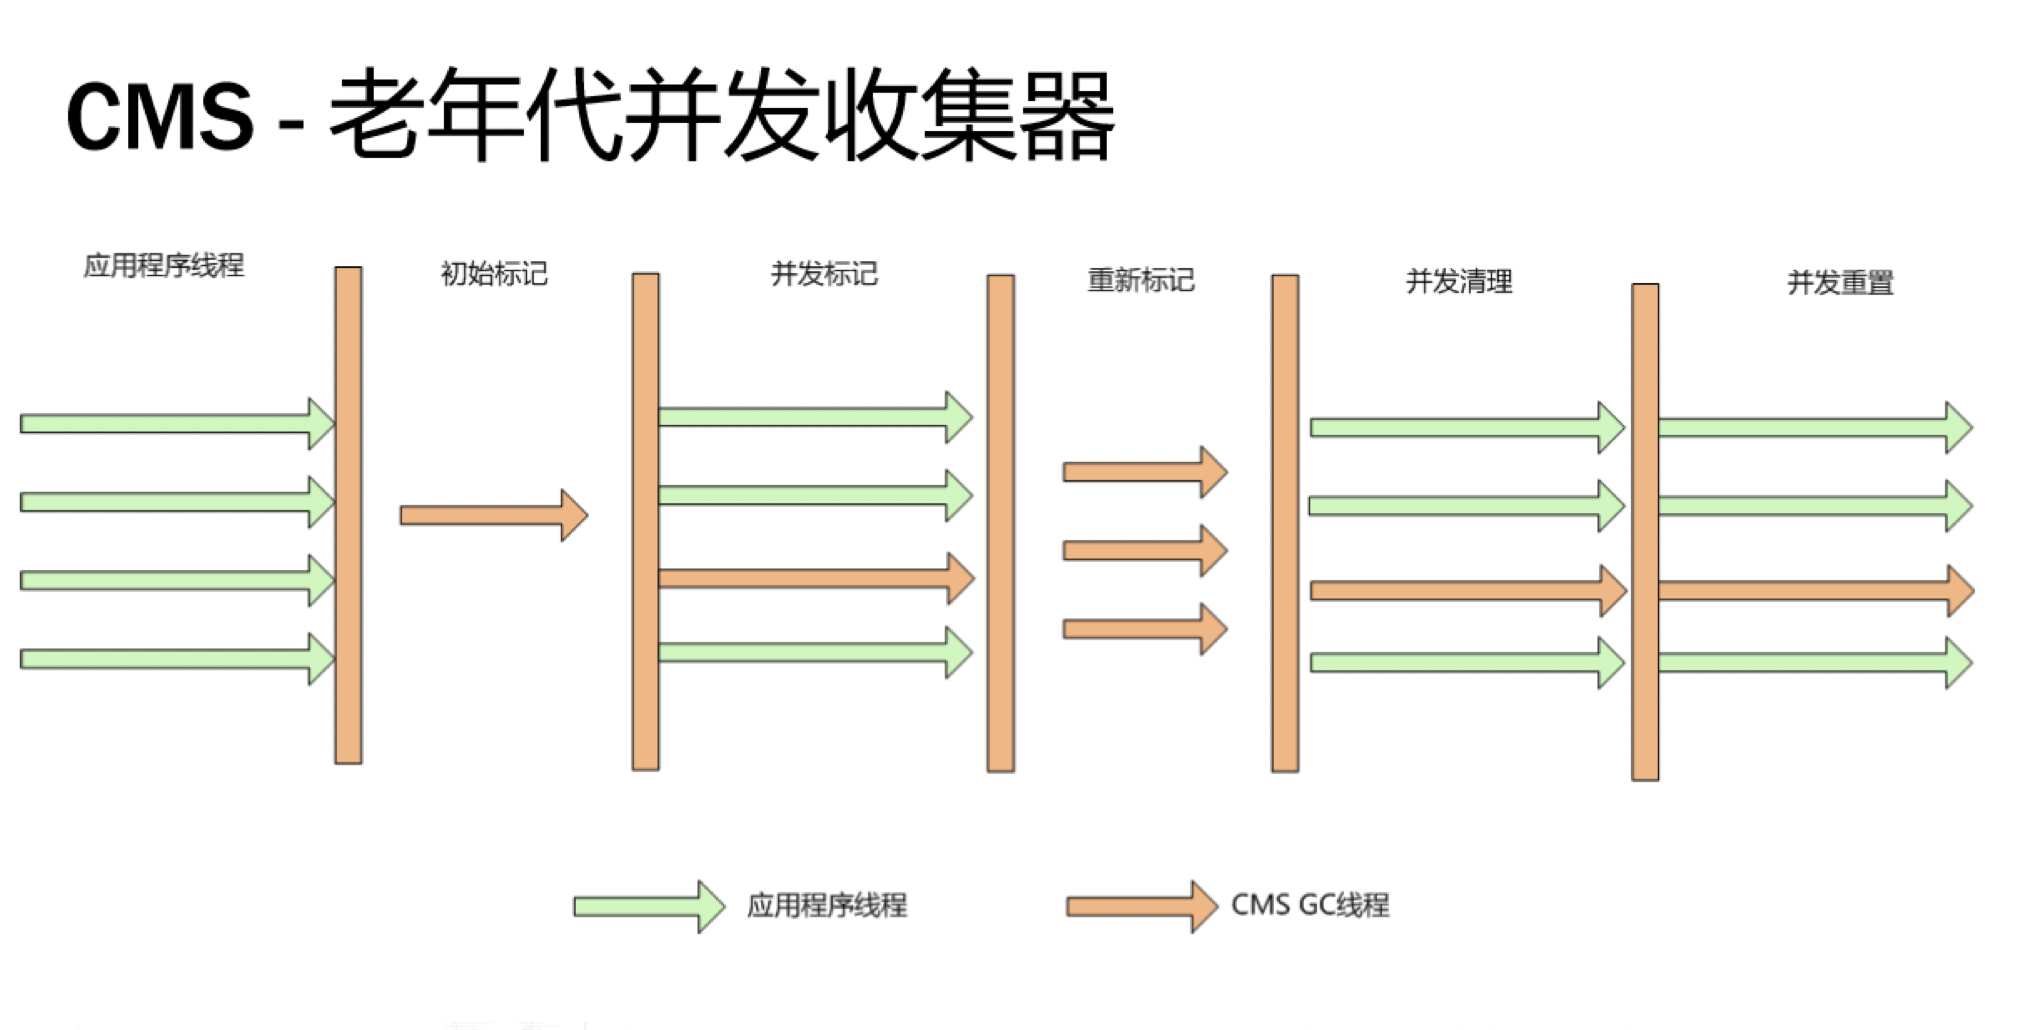 CMS - 老年代并发收集器
应用程序线程
初始标记
并发标记
重新标记
并发清理
并发重置
应用程序线程
CMS GC线程